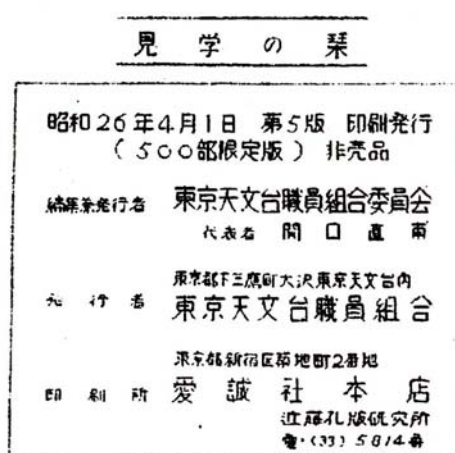 見学の栞
昭和26年4月1日 第5版 印刷発行
(500部限定版) 非売品
編集兼発行者 東京天文台職員組合委員会
代表者 関口直甫
東京都下三鷹町大沢東京天文台内
発行者 東京天文台職員組合
東京都新宿区築地町2番地
印刷所 愛誠社本店
近藤孔版研究所
電・(33) 5814番